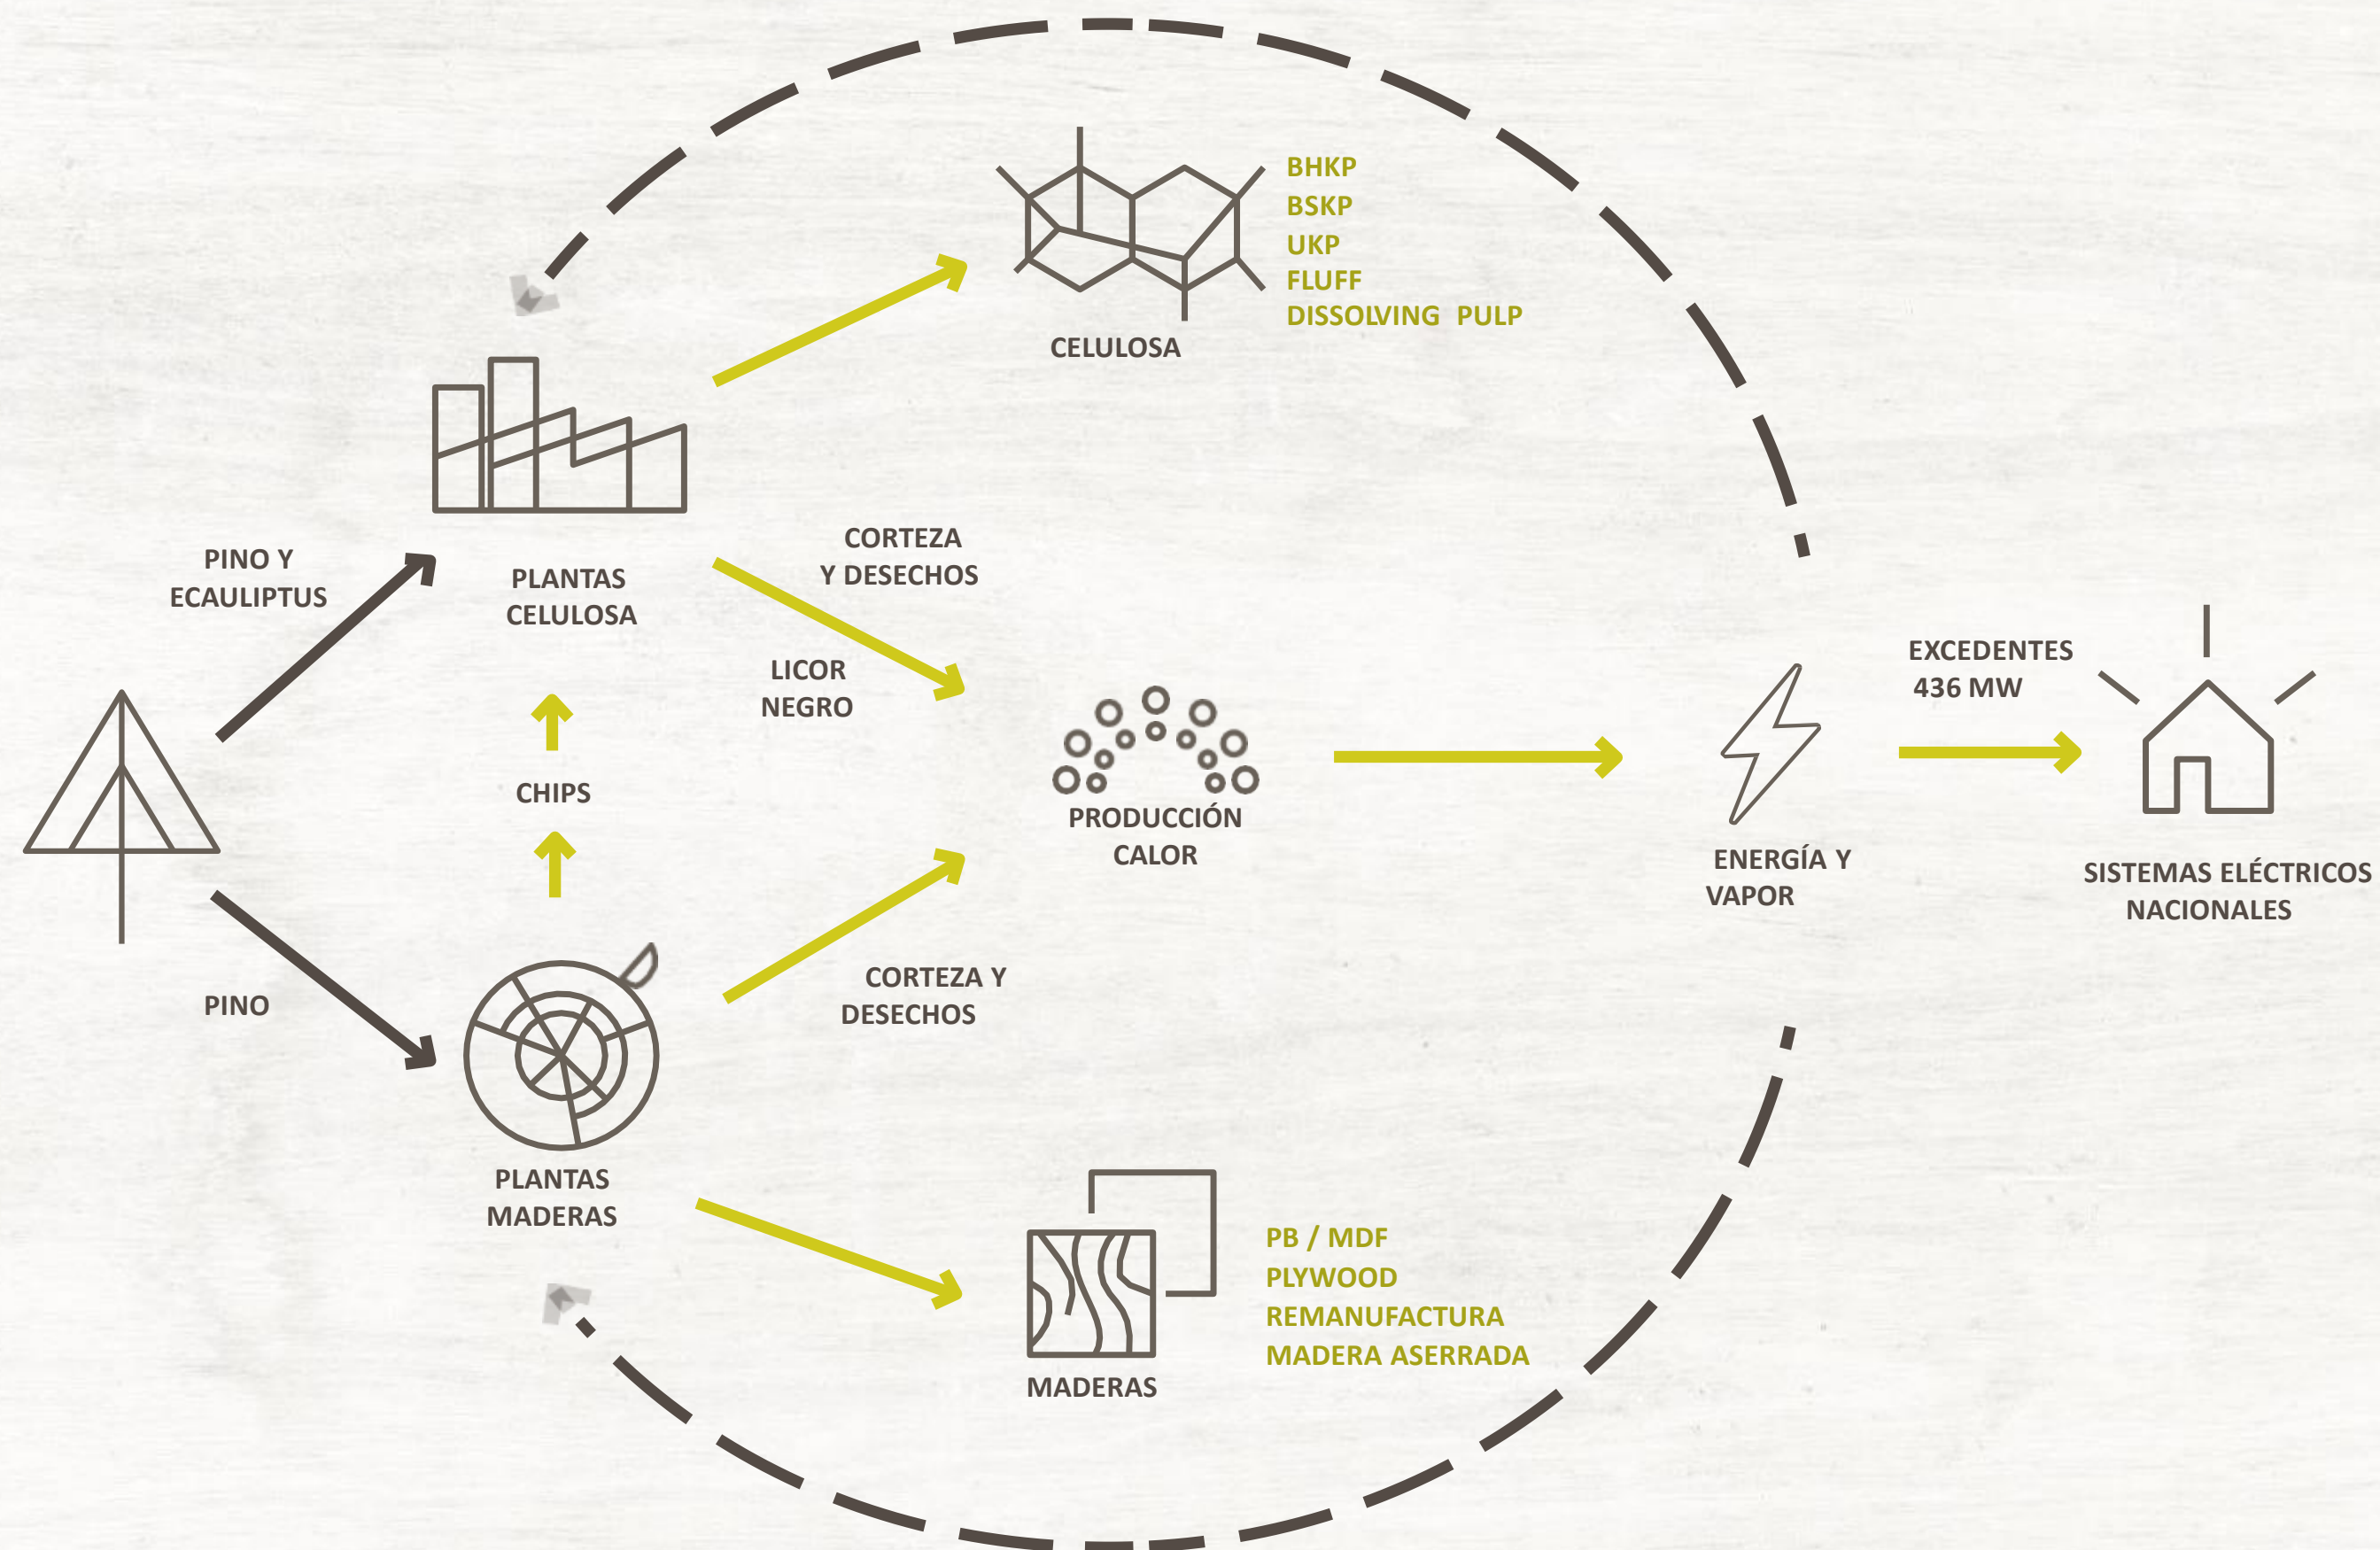 BHKP
BSKP
UKP
FLUFF
DISSOLVING PULP
CELULOSA
PINO Y
ECAULIPTUS
PLANTAS
CELULOSA
CORTEZA
Y DESECHOS
LICOR
NEGRO
CHIPS
PRODUCCIÓN
CALOR
EXCEDENTES
436 MW
ENERGÍA Y
VAPOR
SISTEMAS ELÉCTRICOS
NACIONALES
PINO
CORTEZA Y
DESECHOS
PLANTAS
MADERAS
PB / MDF
PLYWOOD
REMANUFACTURA
MADERA ASERRADA
MADERAS